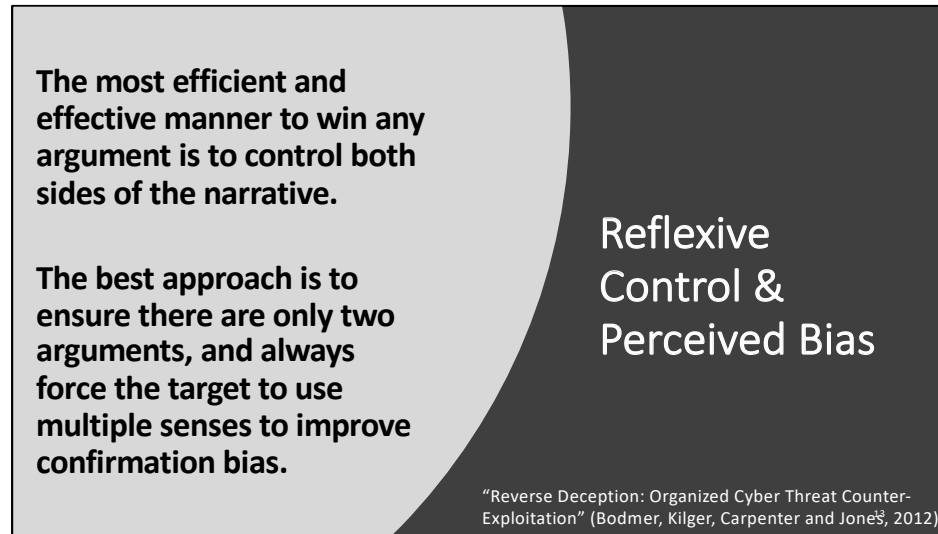 The most efficient and
effective manner to win any
argument is to control both
sides of the narrative.
The best approach is to
ensure there are only two
arguments, and always
force the target to use
multiple senses to improve
confirmation bias.
Reflexive
Control &
Perceived Bias
“Reverse Deception: Organized Cyber Threat Counter-
Exploitation” (Bodmer, Kilger, Carpenter and Jones, 2012)
13